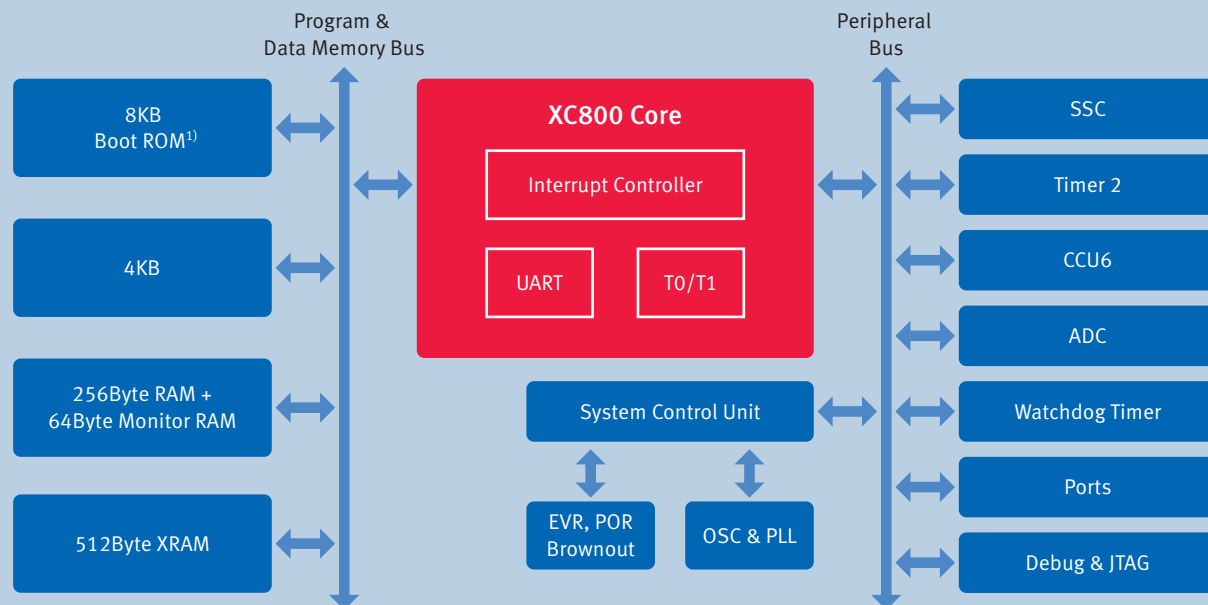 Program &
Data Memory Bus
Peripheral
Bus
8KB
Boot ROM1)
4KB
256Byte RAM +
64Byte Monitor RAM
512Byte XRAM
XC800 Core
Interrupt Controller
UART
T0/T1
System Control Unit
EVR, POR
Brownout
OSC & PLL
SSC
Timer 2
CCU6
ADC
Watchdog Timer
Ports
Debug & JTAG